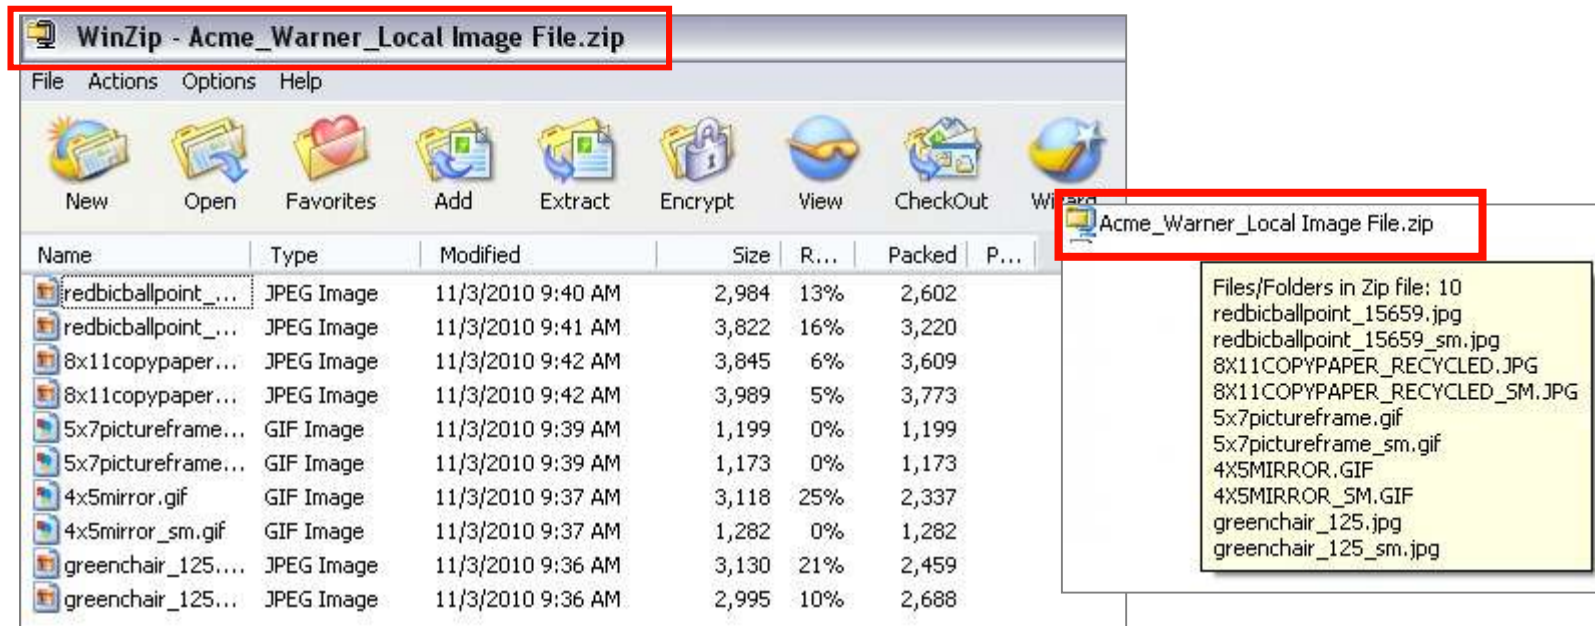 WinZip - Acme_Warner_Local Image File.zip
File Actions Options Help
New Open Favorites Add Extract Encrypt View CheckOut Wizard
Name Type Modified Size R... Packed P...
redbicballpoint_... JPEG Image 11/3/2010 9:40 AM 2,984 13% 2,602
redbicballpoint_... JPEG Image 11/3/2010 9:41 AM 3,822 16% 3,220
8x11copypaper... JPEG Image 11/3/2010 9:42 AM 3,845 6% 3,609
8x11copypaper... JPEG Image 11/3/2010 9:42 AM 3,989 5% 3,773
5x7pictureframe... GIF Image 11/3/2010 9:39 AM 1,199 0% 1,199
5x7pictureframe... GIF Image 11/3/2010 9:39 AM 1,173 0% 1,173
4x5mirror.gif GIF Image 11/3/2010 9:37 AM 3,118 25% 2,337
4x5mirror_sm.gif GIF Image 11/3/2010 9:37 AM 1,282 0% 1,282
greenchair_125.... JPEG Image 11/3/2010 9:36 AM 3,130 21% 2,459
greenchair_125... JPEG Image 11/3/2010 9:36 AM 2,995 10% 2,688
Acme_Warner_Local Image File.zip
Files/Folders in Zip file: 10
redbicballpoint_15659.jpg
redbicballpoint_15659_sm.jpg
8X11COPYPAPER_RECYCLED.JPG
8X11COPYPAPER_RECYCLED_SM.JPG
5x7pictureframe.gif
5x7pictureframe_sm.gif
4X5MIRROR.GIF
4X5MIRROR_SM.GIF
greenchair_125.jpg
greenchair_125_sm.jpg